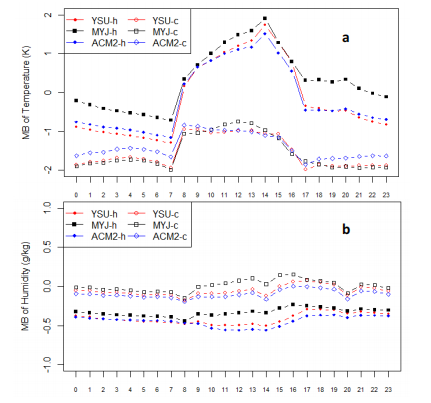 YSU-h YSU-c
MYJ-h MYJ-c
ACM2-h ACM2-c
a
MB of Temperature (K)
2
1
0
-1
-2
0 1 2 3 4 5 6 7 8 9 10 11 12 13 14 15 16 17 18 19 20 21 22 23
YSU-h YSU-c
MYJ-h MYJ-c
ACM2-h ACM2-c
b
MB of Humidity (g/kg)
1.0
0.5
0.0
-0.5
-1.0
0 1 2 3 4 5 6 7 8 9 10 11 12 13 14 15 16 17 18 19 20 21 22 23